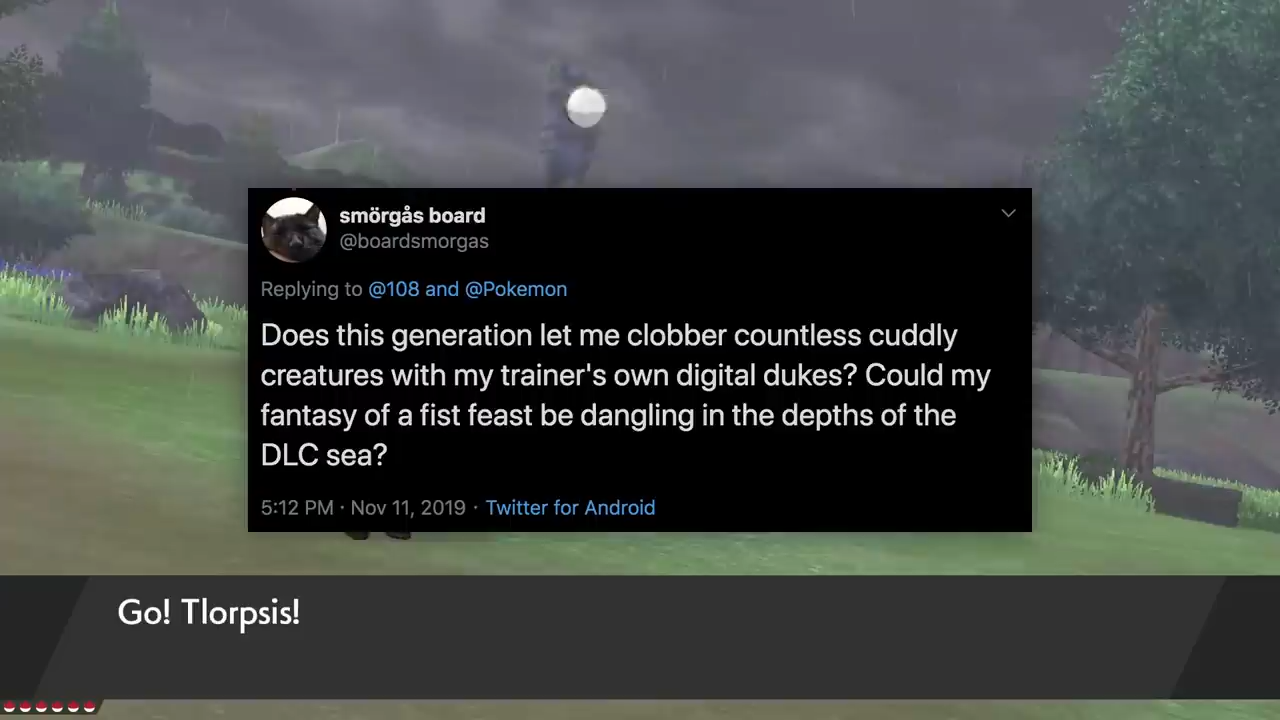 smörgås board
@boardsmorgas
Replying to @108 and @Pokemon
Does this generation let me clobber countless cuddly
creatures with my trainer's own digital dukes? Could my
fantasy of a fist feast be dangling in the depths of the
DLC sea?
5:12 PM · Nov 11, 2019 · Twitter for Android
Go! Tlorpsis!